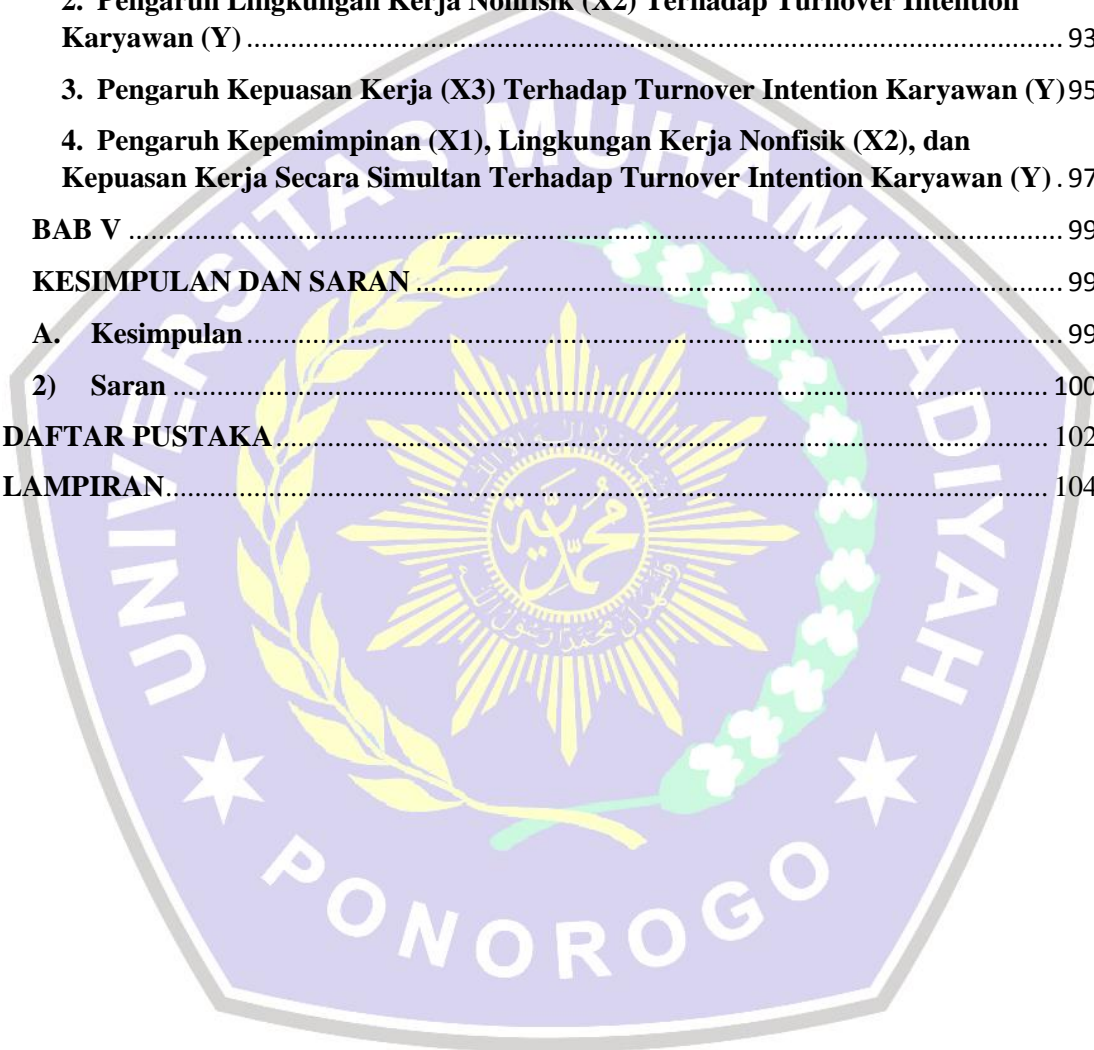 2. Pengaruh Lingkungan Kerja Nonfisik (X2) Terhadap Turnover Intention
Karyawan (Y) ........................................................................ 93
3. Pengaruh Kepuasan Kerja (X3) Terhadap Turnover Intention Karyawan (Y) 95
4. Pengaruh Kepemimpinan (X1), Lingkungan Kerja Nonfisik (X2), dan
Kepuasan Kerja Secara Simultan Terhadap Turnover Intention Karyawan (Y) . 97
BAB V ........................................................................ 99
KESIMPULAN DAN SARAN ........................................................................ 99
A. Kesimpulan ........................................................................ 99
2) Saran ........................................................................ 100
DAFTAR PUSTAKA ........................................................................ 102
LAMPIRAN ........................................................................ 104
UNIVERSITAS MUHAMMADIYAH
PONOROGO